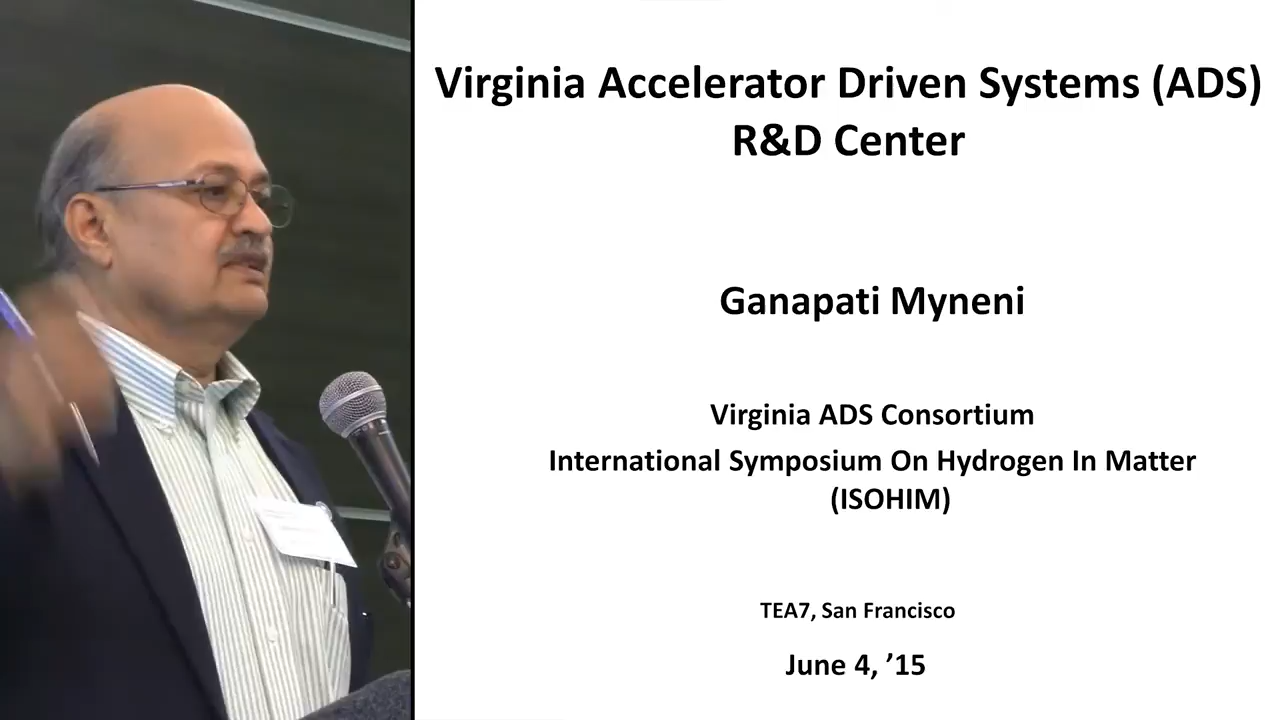 Virginia Accelerator Driven Systems (ADS)
R&D Center
Ganapati Myneni
Virginia ADS Consortium
International Symposium On Hydrogen In Matter
(ISOHIM)
TEA7, San Francisco
June 4, ’15